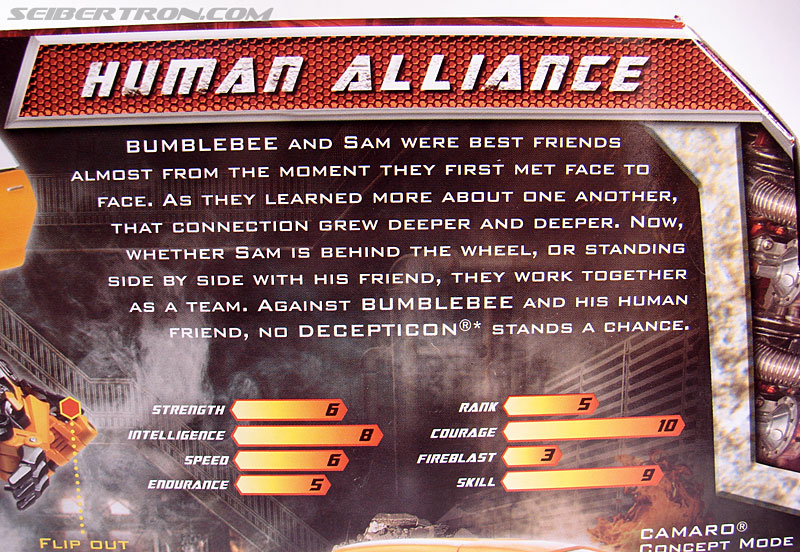 SEIBERTRON.COM
HUMAN ALLIANCE
BUMBLEBEE AND SAM WERE BEST FRIENDS
ALMOST FROM THE MOMENT THEY FIRST MET FACE TO
FACE. AS THEY LEARNED MORE ABOUT ONE ANOTHER,
THAT CONNECTION GREW DEEPER AND DEEPER. NOW,
WHETHER SAM IS BEHIND THE WHEEL, OR STANDING
SIDE BY SIDE WITH HIS FRIEND, THEY WORK TOGETHER
AS A TEAM. AGAINST BUMBLEBEE AND HIS HUMAN
FRIEND, NO DECEPTICON®* STANDS A CHANCE.
STRENGTH 6
INTELLIGENCE 8
SPEED 6
ENDURANCE 5
RANK 5
COURAGE 10
FIREBLAST 3
SKILL 9
FLIP OUT
CAMARO®
CONCEPT MODE